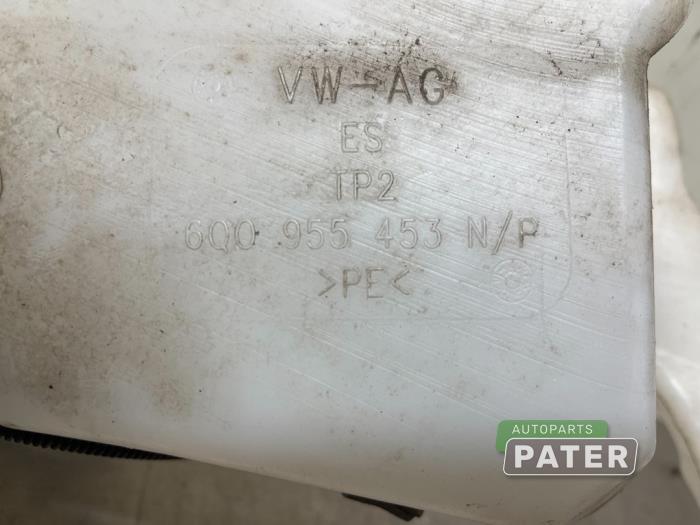 VW-AG
ES
TP2
6Q0 955 453 N/P
>PE<
AUTOPARTS
PATER